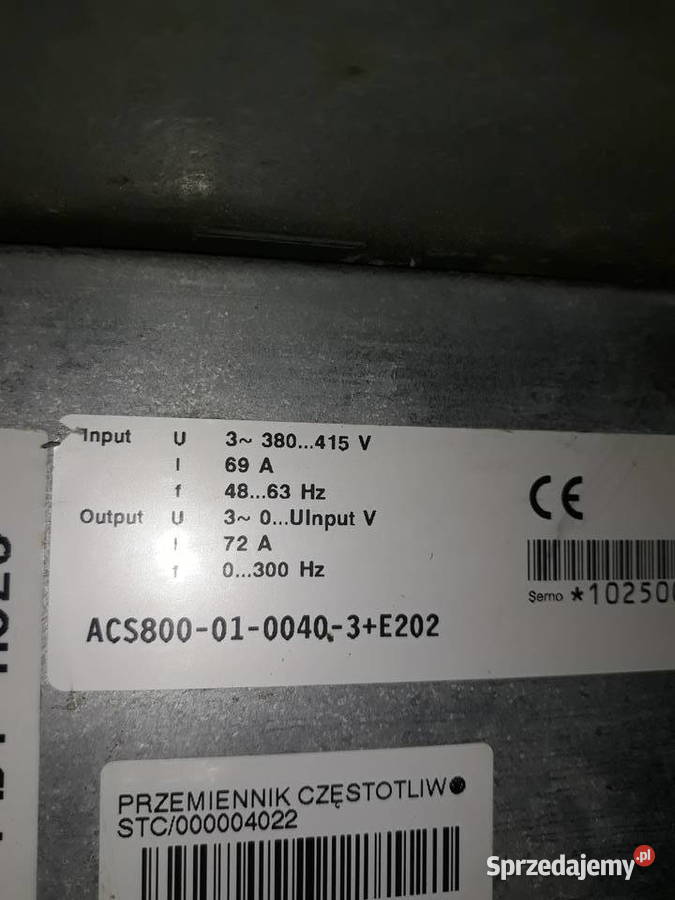 Input U 3~ 380...415 V
I 69 A
f 48...63 Hz
Output U 3~ 0...UInput V
I 72 A
f 0...300 Hz
CE
Serno *10250
ACS800-01-0040-3+E202
PRZEMIENNIK CZĘSTOTLIW
STC/000004022
Sprzedajemy.pl